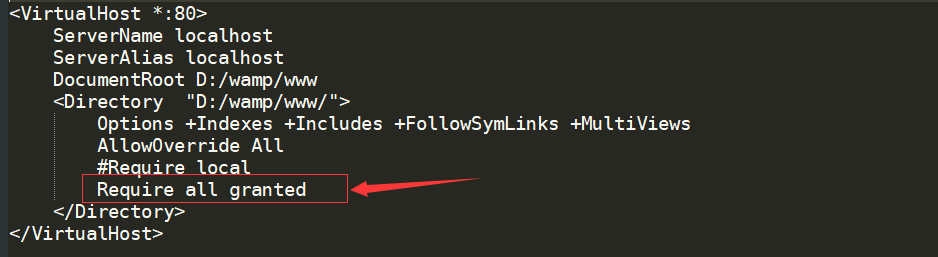 <VirtualHost *:80>
    ServerName localhost
    ServerAlias localhost
    DocumentRoot D:/wamp/www
    <Directory  "D:/wamp/www/">
        Options +Indexes +Includes +FollowSymLinks +MultiViews
        AllowOverride All
        #Require local
        Require all granted
    </Directory>
</VirtualHost>